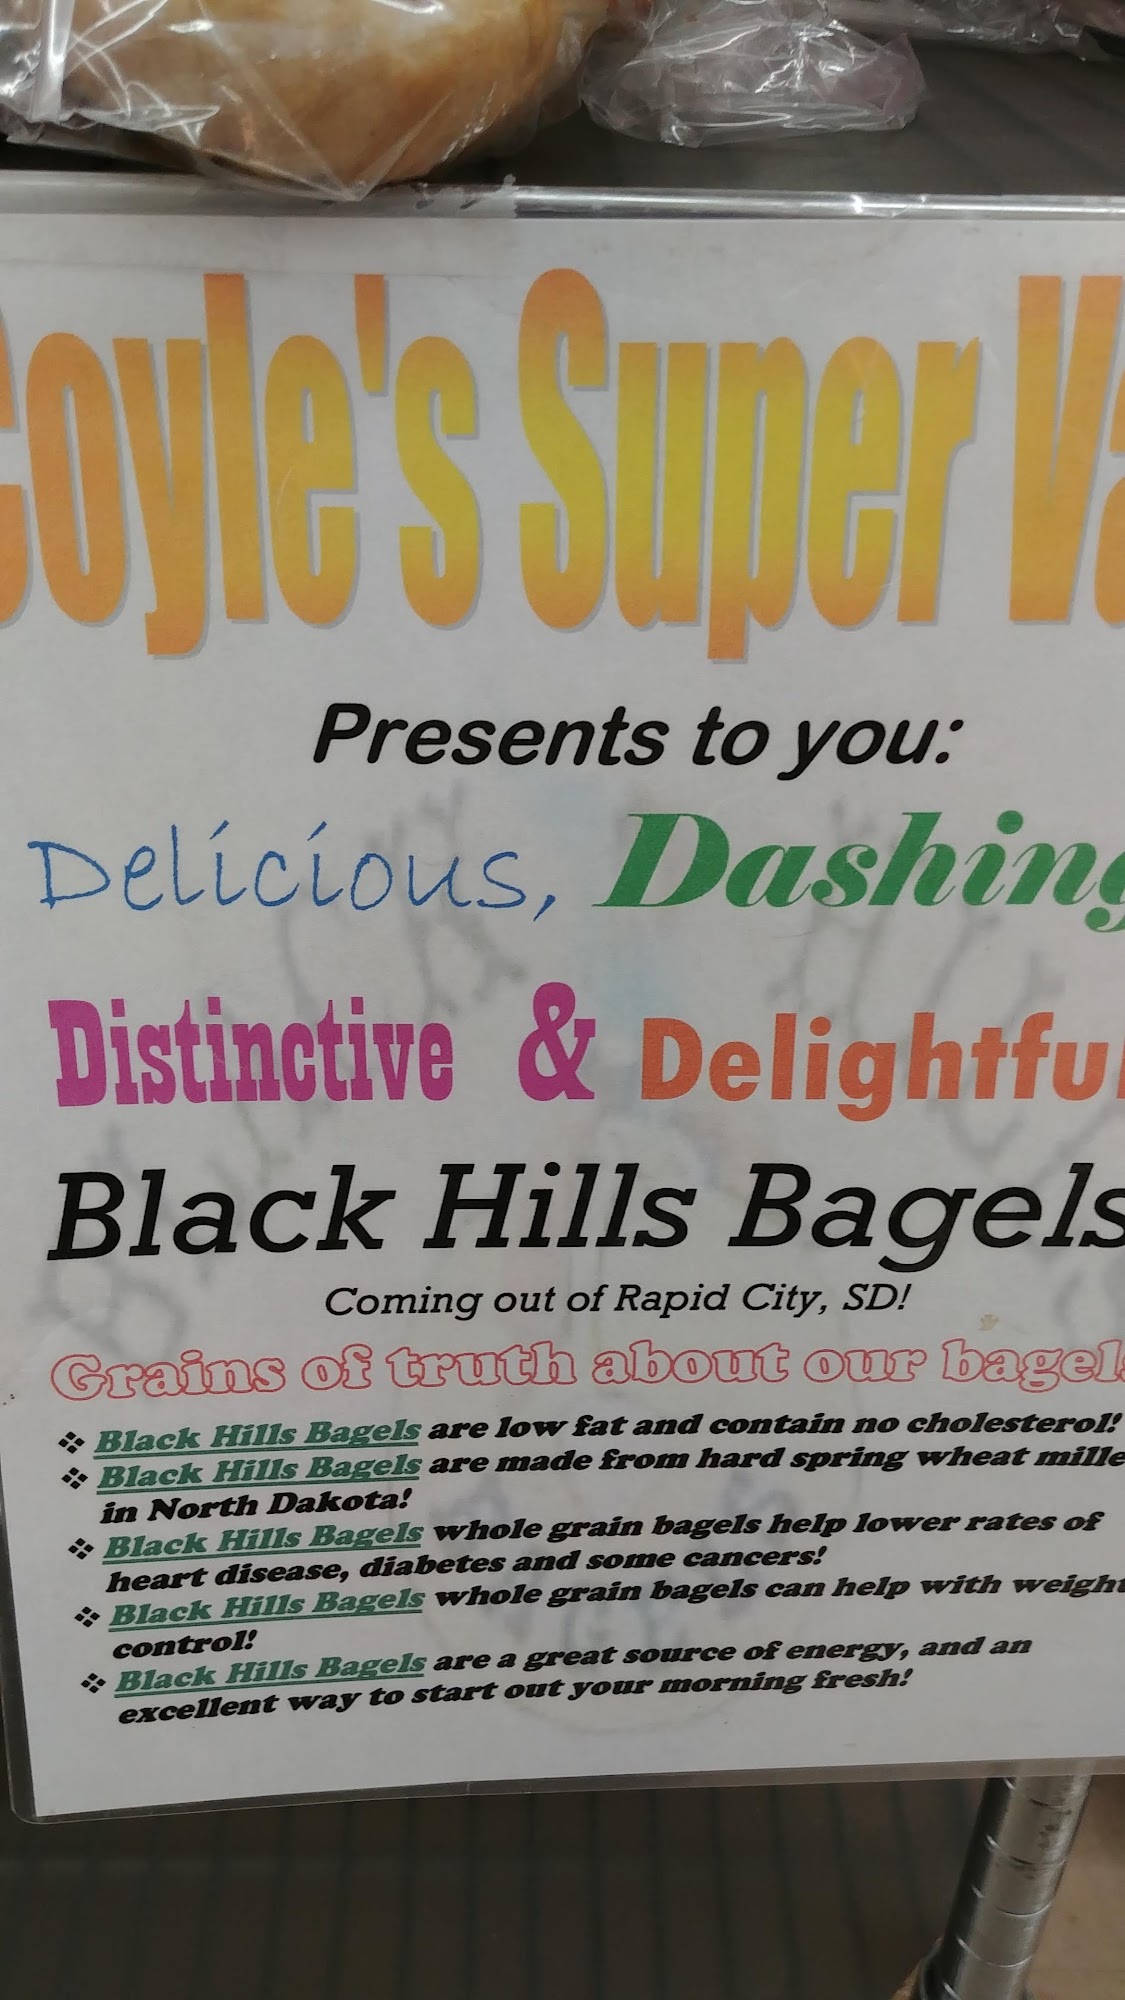 Coyle's Super Va
Presents to you:
Delicious, Dashing
Distinctive & Delightful
Black Hills Bagels
Coming out of Rapid City, SD!
Grains of truth about our bagels
❖ Black Hills Bagels are low fat and contain no cholesterol!
❖ Black Hills Bagels are made from hard spring wheat mille
in North Dakota!
❖ Black Hills Bagels whole grain bagels help lower rates of
heart disease, diabetes and some cancers!
❖ Black Hills Bagels whole grain bagels can help with weight
control!
❖ Black Hills Bagels are a great source of energy, and an
excellent way to start out your morning fresh!